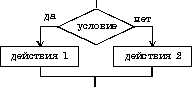 да
условие
нет
действия 1
действия 2